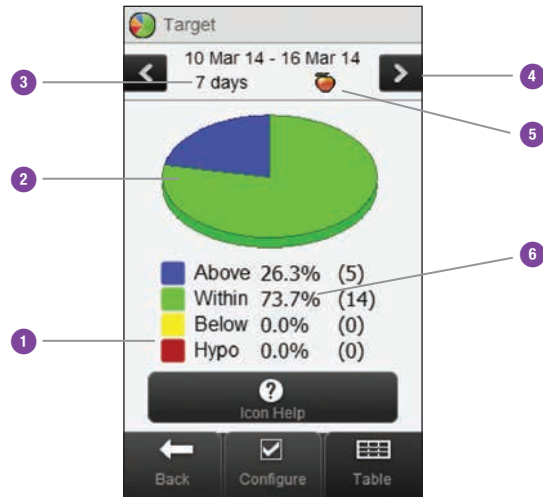 Target
10 Mar 14 - 16 Mar 14
3
7 days
4
5
2
Above 26.3% (5)
6
Within 73.7% (14)
Below 0.0% (0)
1
Hypo 0.0% (0)
?
Icon Help
Back Configure Table